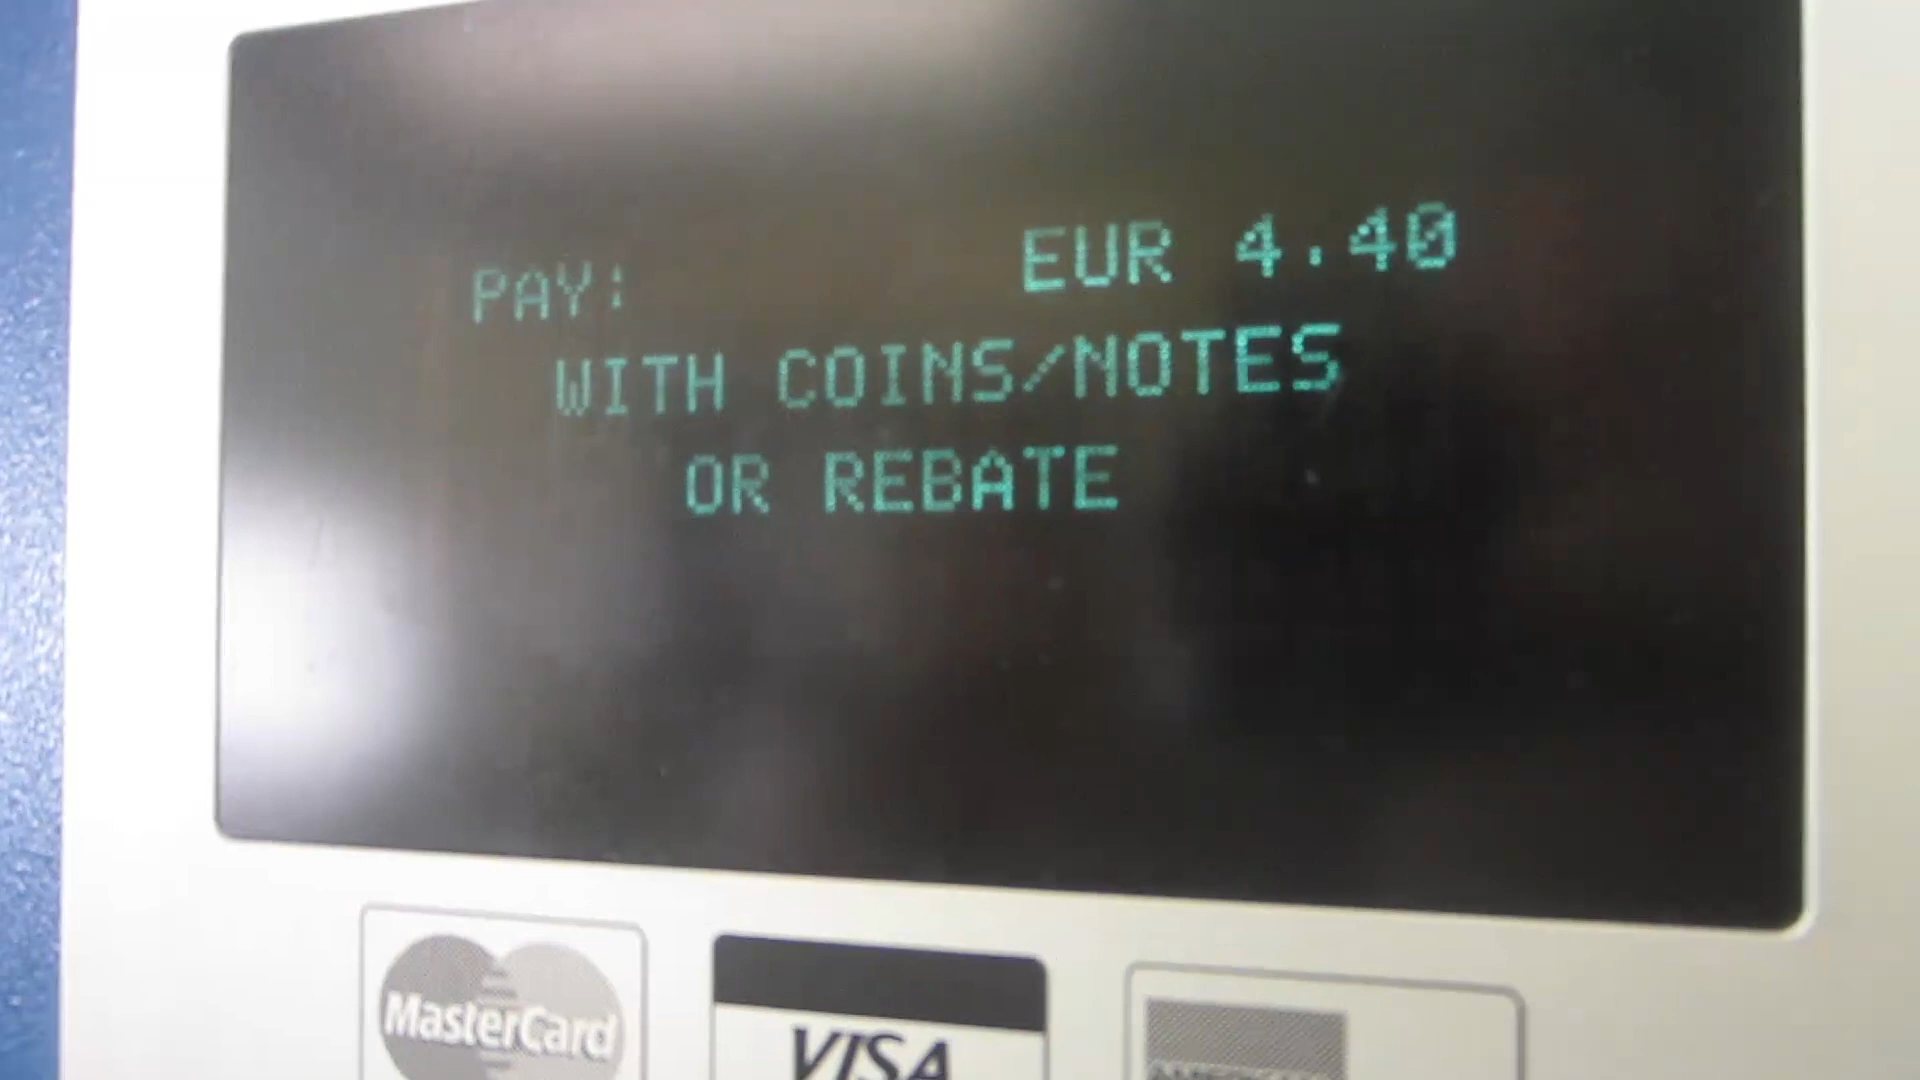 PAY: EUR 4.40
WITH COINS/NOTES
OR REBATE
MasterCard
VISA